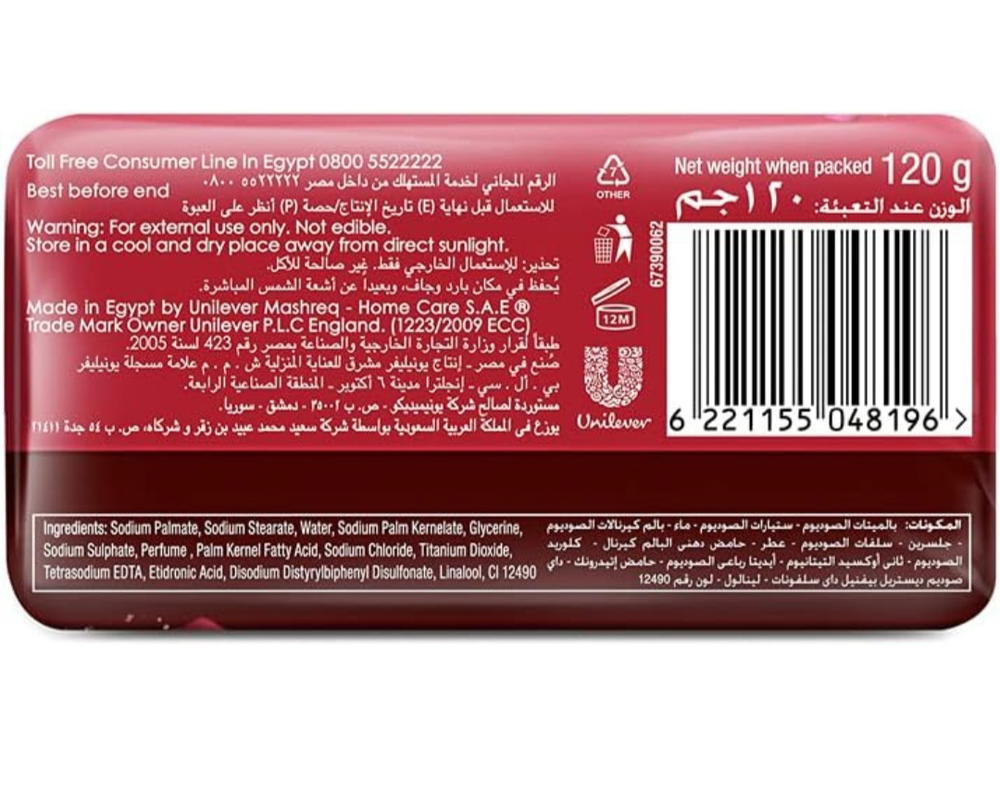 Toll Free Consumer Line In Egypt 0800 5522222
الرقم المجاني لخدمة المستهلك من داخل مصر ٥٥٢٢٢٢٢ ٠٨٠٠
Best before end
للاستعمال قبل نهاية (E) تاريخ الإنتاج/حصة (P) أنظر على العبوة
Warning: For external use only. Not edible.
Store in a cool and dry place away from direct sunlight.
تحذير: للإستعمال الخارجي فقط. غير صالحة للأكل.
يُحفظ في مكان بارد وجاف، وبعيداً عن أشعة الشمس المباشرة.
Made in Egypt by Unilever Mashreq - Home Care S.A.E ®
Trade Mark Owner Unilever P.L.C England. (1223/2009 ECC)
طبقاً لقرار وزارة التجارة الخارجية والصناعة بمصر رقم 423 لسنة 2005.
صُنع في مصر - إنتاج يونيليفر مشرق للعناية المنزلية ش . م . م علامة مسجلة يونيليفر
بي . أل . سي - إنجلترا مدينة ٦ أكتوبر - المنطقة الصناعية الرابعة.
مستوردة لصالح شركة يونيميديكو - ص. ب ٣٥٠٠٢ - دمشق - سوريا.
يوزع في المملكة العربية السعودية بواسطة شركة سعيد محمد عبيد بن زقر و شركاه، ص. ب ٥٤ جدة ٢١٤١١
7
OTHER
12M
Unilever
67390062
Net weight when packed 120 g
الوزن عند التعبئة: ١٢٠جم
6 221155 048196 >
Ingredients: Sodium Palmate, Sodium Stearate, Water, Sodium Palm Kernelate, Glycerine,
Sodium Sulphate, Perfume , Palm Kernel Fatty Acid, Sodium Chloride, Titanium Dioxide,
Tetrasodium EDTA, Etidronic Acid, Disodium Distyrylbiphenyl Disulfonate, Linalool, CI 12490
المكونات: بالميتات الصوديوم - ستيارات الصوديوم - ماء - بالم كيرنالات الصوديوم
- جلسرين - سلفات الصوديوم - عطر - حامض دهنى البالم كيرنال - كلوريد
الصوديوم - ثانى أوكسيد التيتانيوم - أيديتا رباعى الصوديوم - حامض إتيدرونك - داي
صوديم ديستريل بيفنيل داى سلفونات - لينالول - لون رقم 12490